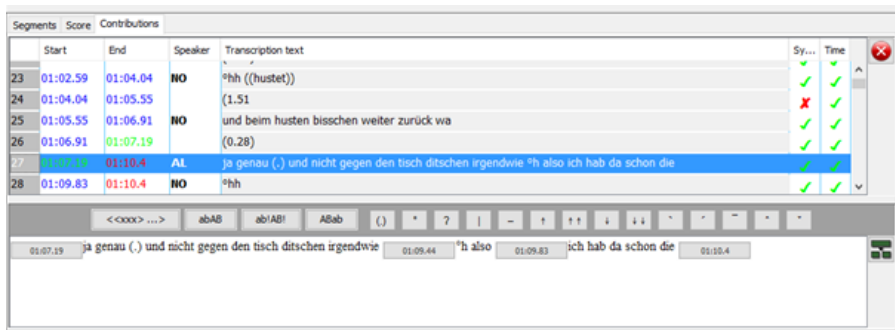 Segments Score Contributions
Start End Speaker Transcription text Sy... Time
23 01:02.59 01:04.04 NO °hh ((hustet))
24 01:04.04 01:05.55 (1.51
25 01:05.55 01:06.91 NO und beim husten bisschen weiter zurück wa
26 01:06.91 01:07.19 (0.28)
27 01:07.19 01:10.4 AL ja genau (.) und nicht gegen den tisch ditschen irgendwie °h also ich hab da schon die
28 01:09.83 01:10.4 NO °hh
<<xxx> ...> abAB ab!AB! ABab (.) ° ? | – ↑ ↑↑ ↓ ↓↓ ` ´ ¯ ˆ ˇ
01:07.19 ja genau (.) und nicht gegen den tisch ditschen irgendwie 01:09.44 °h also 01:09.83 ich hab da schon die 01:10.4